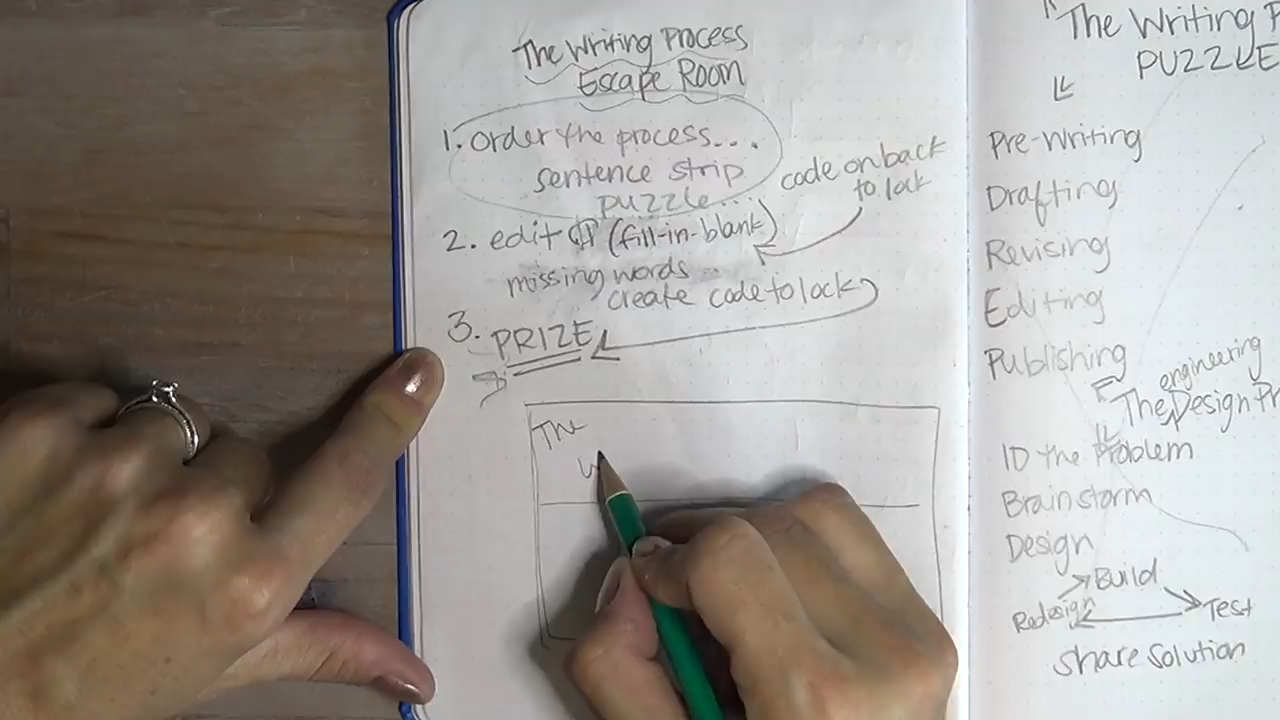 The Writing Process
Escape Room
1. order the process...
sentence strip
puzzle...
code on back
to lock
2. edit (fill-in-blank)
missing words
create code to lock
3. PRIZE
The
W
The Writing P
PUZZLE
Pre-Writing
Drafting
Revising
Editing
Publishing
engineering
The Design Pr
ID the Problem
Brainstorm
Design
Build
Redesign
Test
Share Solution